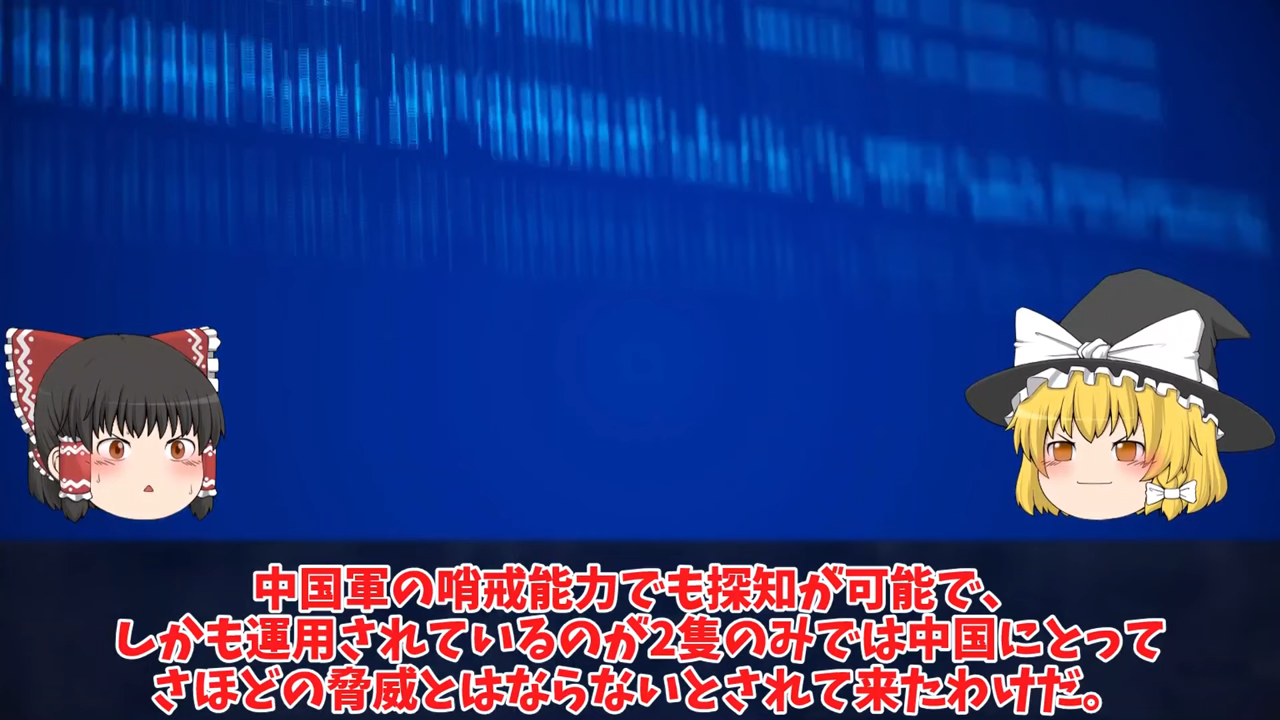 中国軍の哨戒能力でも探知が可能で、
しかも運用されているのが2隻のみでは中国にとって
さほどの脅威とはならないとされて来たわけだ。